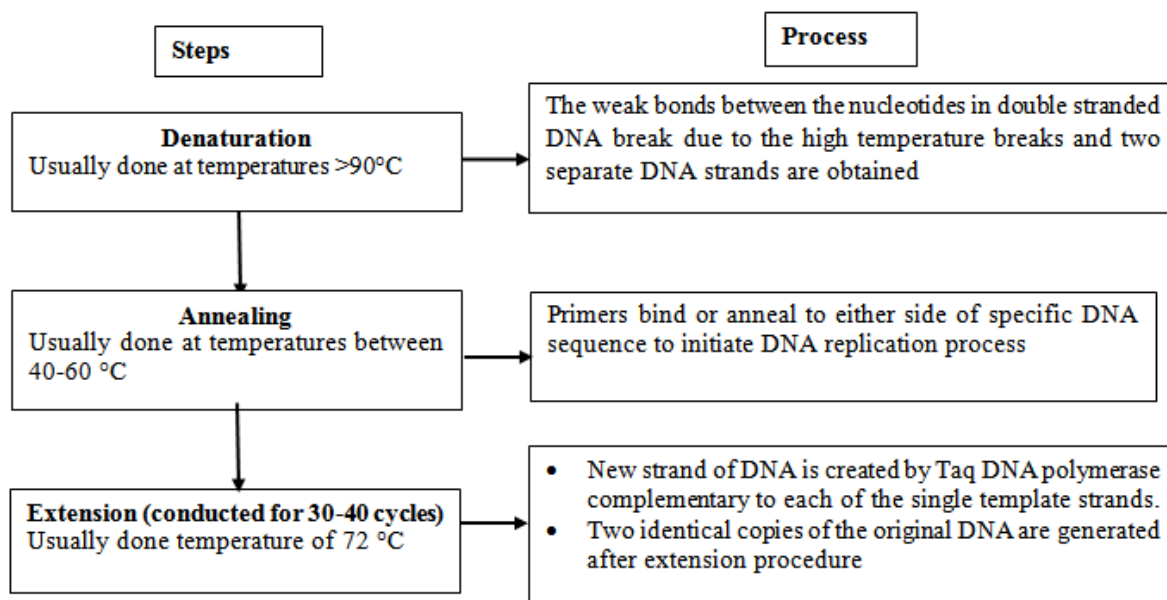 Steps
Process
Denaturation
Usually done at temperatures >90°C
The weak bonds between the nucleotides in double stranded
DNA break due to the high temperature breaks and two
separate DNA strands are obtained
Annealing
Usually done at temperatures between
40-60 °C
Primers bind or anneal to either side of specific DNA
sequence to initiate DNA replication process
Extension (conducted for 30-40 cycles)
Usually done temperature of 72 °C
• New strand of DNA is created by Taq DNA polymerase
complementary to each of the single template strands.
• Two identical copies of the original DNA are generated
after extension procedure